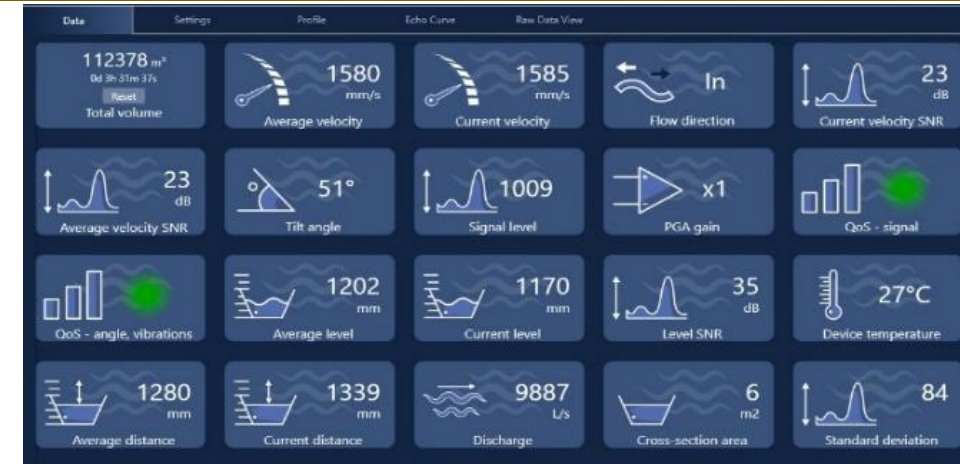 Data Settings Profile Echo Curve Raw Data View
112378 m³
0d 3h 31m 37s
Reset
Total volume
1580
mm/s
Average velocity
1585
mm/s
Current velocity
In
Flow direction
23
dB
Current velocity SNR
23
dB
Average velocity SNR
51°
Tilt angle
1009
Signal level
x1
PGA gain
QoS - signal
QoS - angle, vibrations
1202
mm
Average level
1170
mm
Current level
35
dB
Level SNR
27°C
Device temperature
1280
mm
Average distance
1339
mm
Current distance
9887
L/s
Discharge
6
m2
Cross-section area
84
Standard deviation